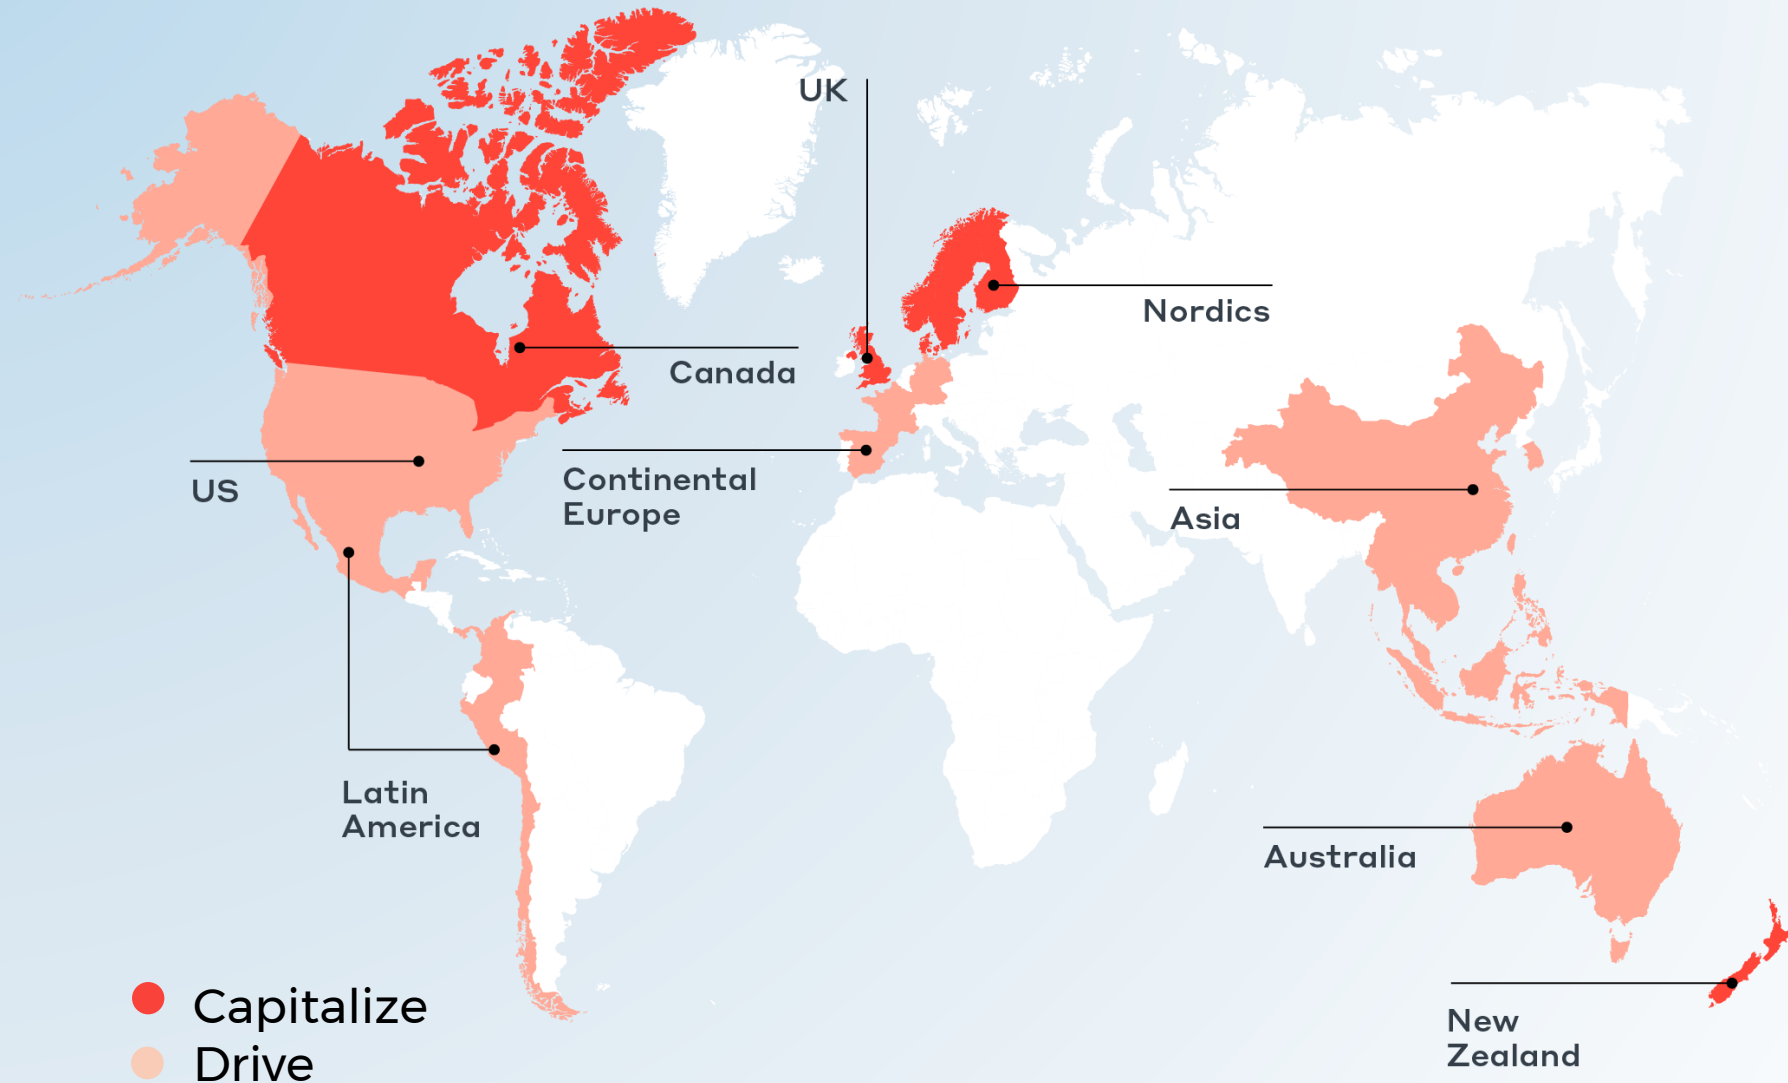 UK
Nordics
Canada
US
Continental
Europe
Asia
Latin
America
Australia
New
Zealand
Capitalize
Drive